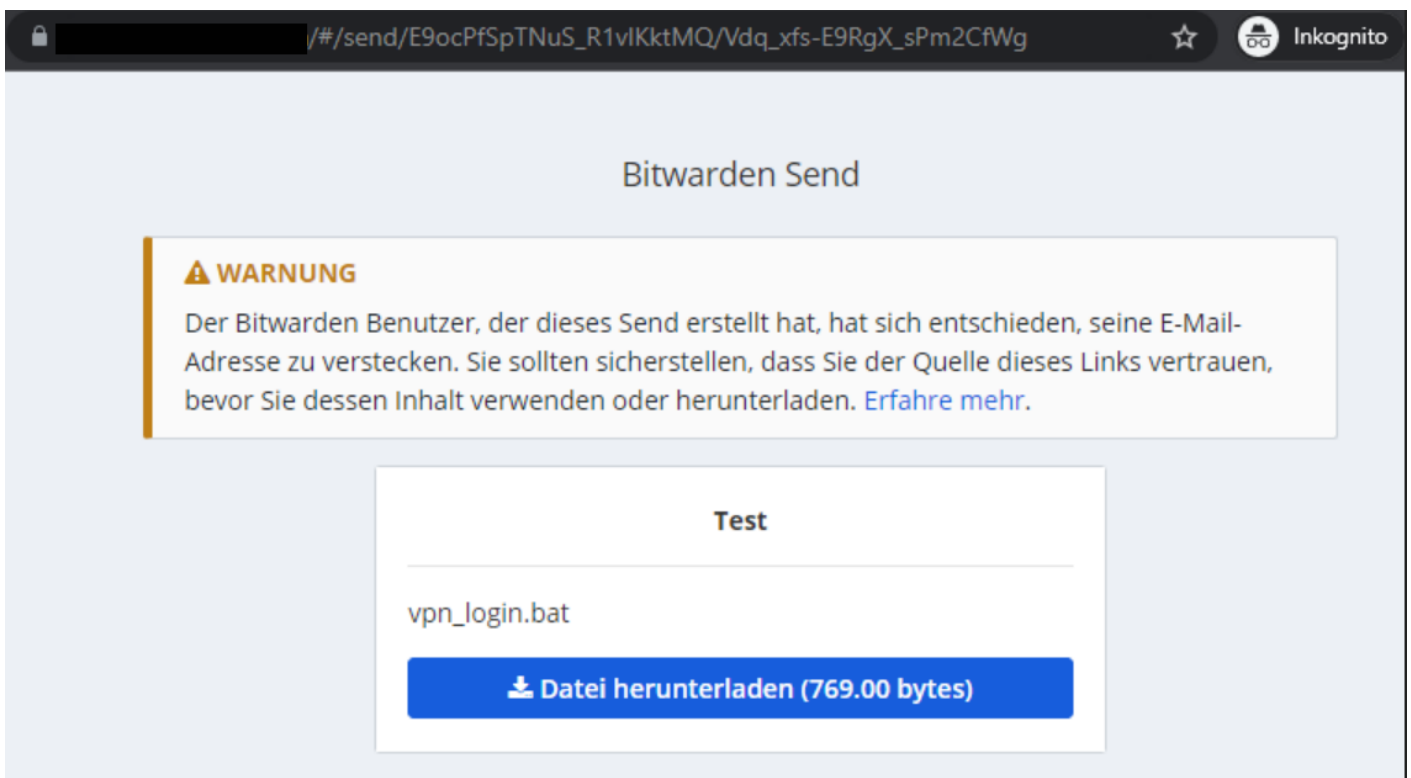 /#/send/E9ocPfSpTNuS_R1vIKktMQ/Vdq_xfs-E9RgX_sPm2CfWg
Inkognito
Bitwarden Send
WARNUNG
Der Bitwarden Benutzer, der dieses Send erstellt hat, hat sich entschieden, seine E-Mail-
Adresse zu verstecken. Sie sollten sicherstellen, dass Sie der Quelle dieses Links vertrauen,
bevor Sie dessen Inhalt verwenden oder herunterladen. Erfahre mehr.
Test
vpn_login.bat
Datei herunterladen (769.00 bytes)